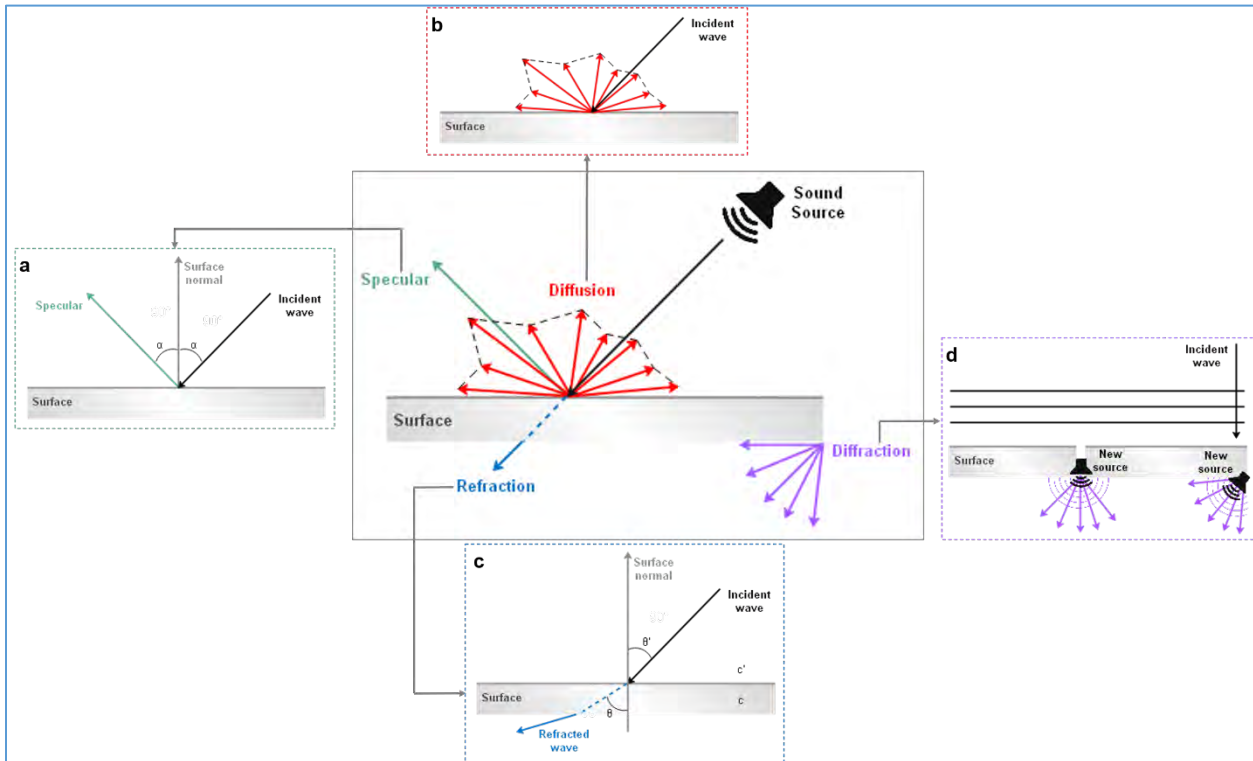 b
Incident
wave
Surface
Sound
Source
Specular
Diffusion
Surface
Refraction
Diffraction
a
Surface
normal
Specular
Incident
wave
α
α
Surface
d
Incident
wave
Surface
New
source
New
source
c
Surface
normal
Incident
wave
θ'
c'
Surface
c
θ
Refracted
wave